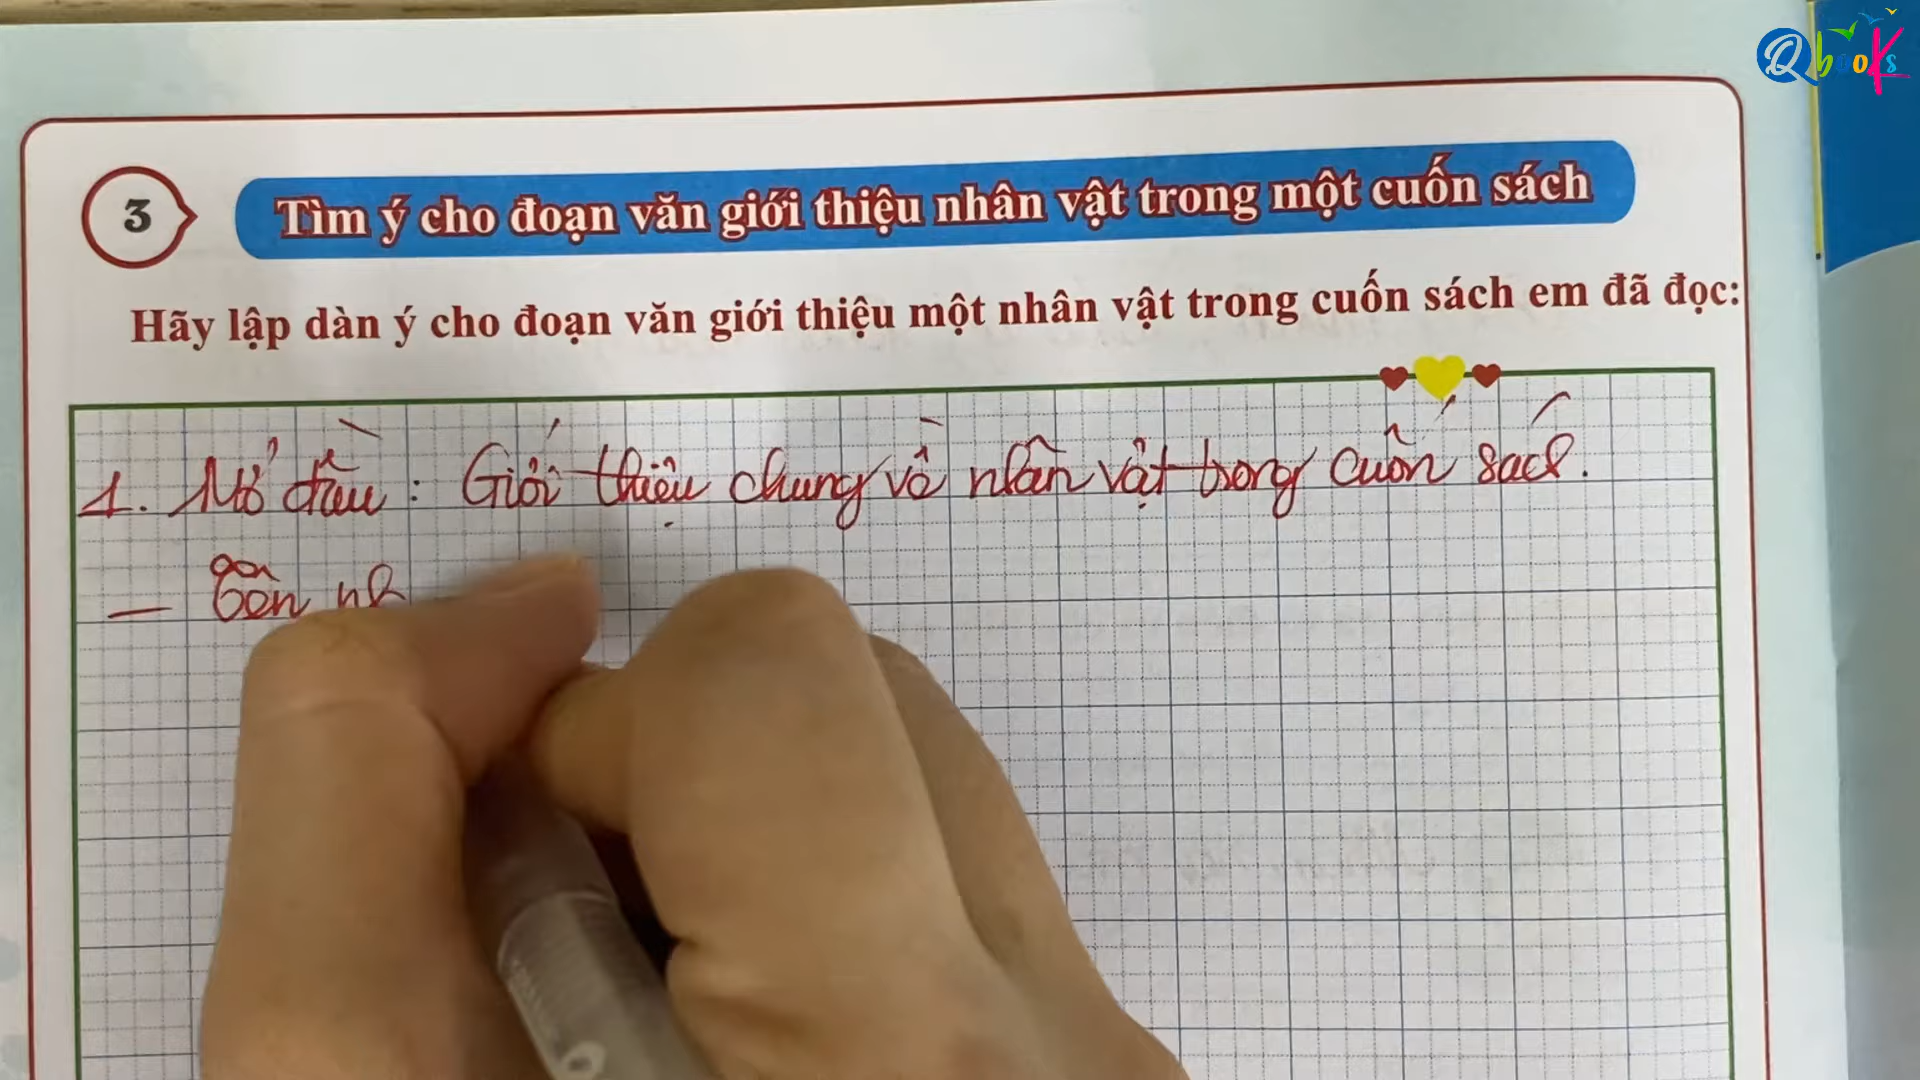 Qbooks
3
Tìm ý cho đoạn văn giới thiệu nhân vật trong một cuốn sách
Hãy lập dàn ý cho đoạn văn giới thiệu một nhân vật trong cuốn sách em đã đọc:
1. Mở đầu: Giới thiệu chung về nhân vật trong cuốn sách.
– Tên nh